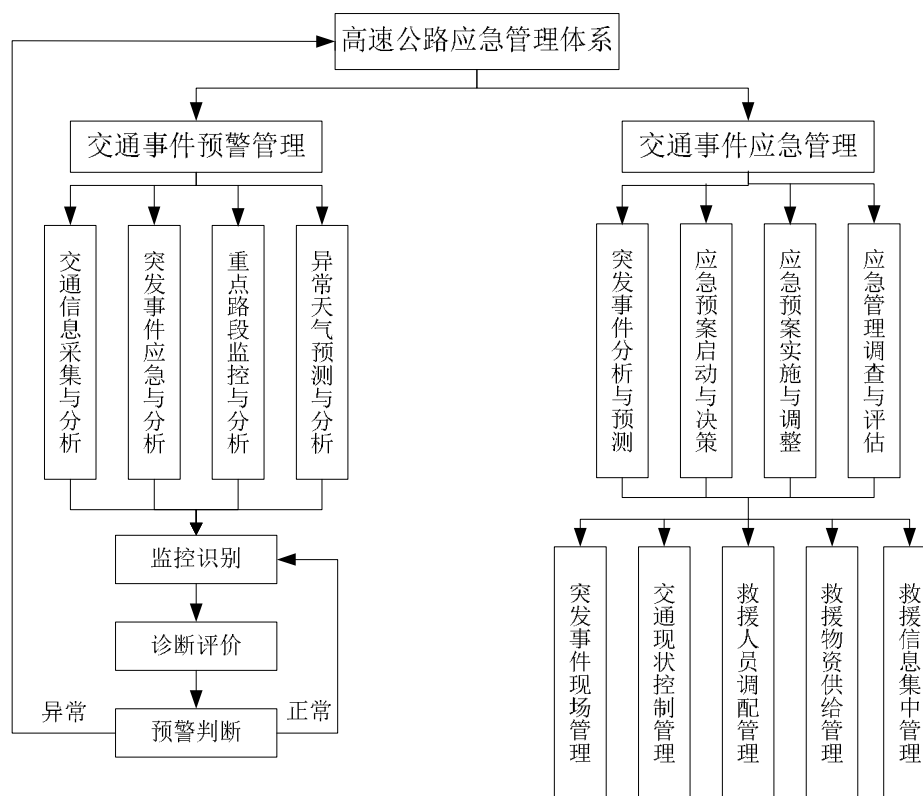 高速公路应急管理体系
交通事件预警管理
交通事件应急管理
交通信息采集与分析
突发事件应急与分析
重点路段监控与分析
异常天气预测与分析
突发事件分析与预测
应急预案启动与决策
应急预案实施与调整
应急管理调查与评估
监控识别
诊断评价
异常
正常
预警判断
突发事件现场管理
交通现状控制管理
救援人员调配管理
救援物资供给管理
救援信息集中管理